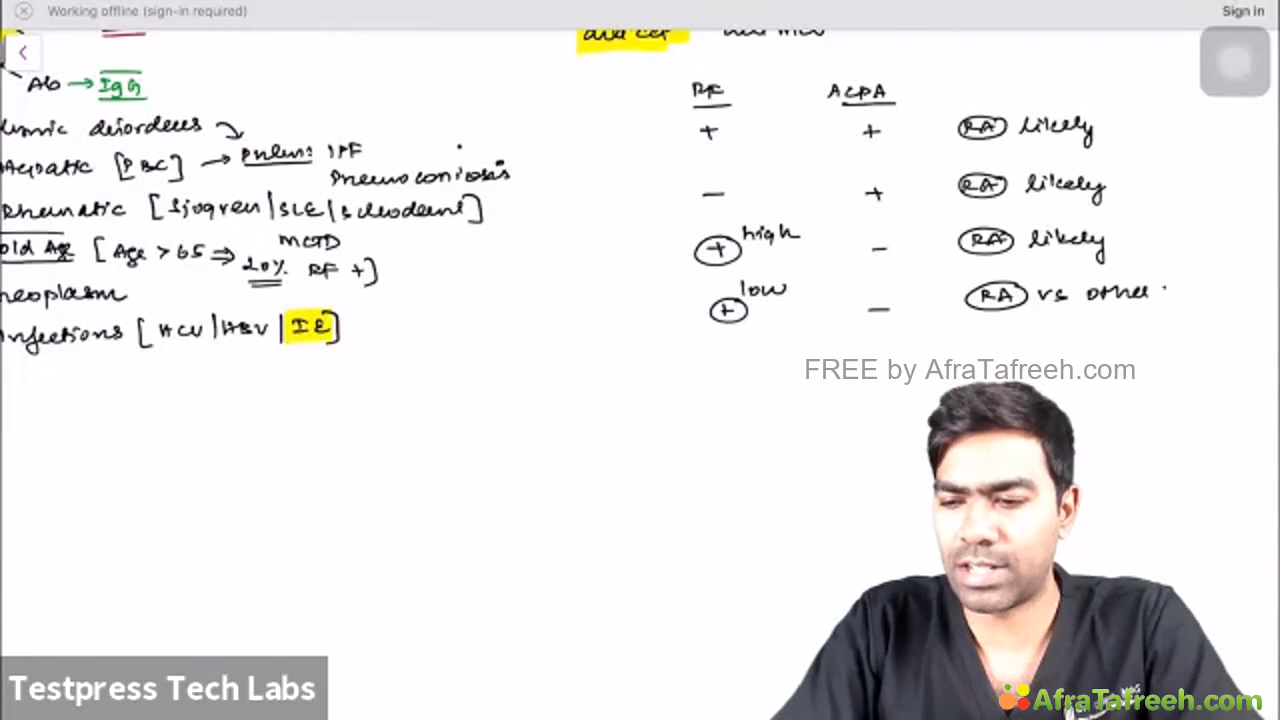 Working offline (sign-in required)
Sign in
Ab → IgG
disorders
[PBC] → Pulm: IPF
Pneumoconiosis
Rheumatic [Sjogren | SLE | Scleroderma]
MCTD
old Age [Age > 65 ⇒ 20% RF +]
neoplasm
Infections [HCV | HBV | IE]
RF ACPA
+ + RA likely
- + RA likely
+ high - RA likely
+ low - RA vs other
FREE by AfraTafreeh.com
Testpress Tech Labs
AfraTafreeh.com